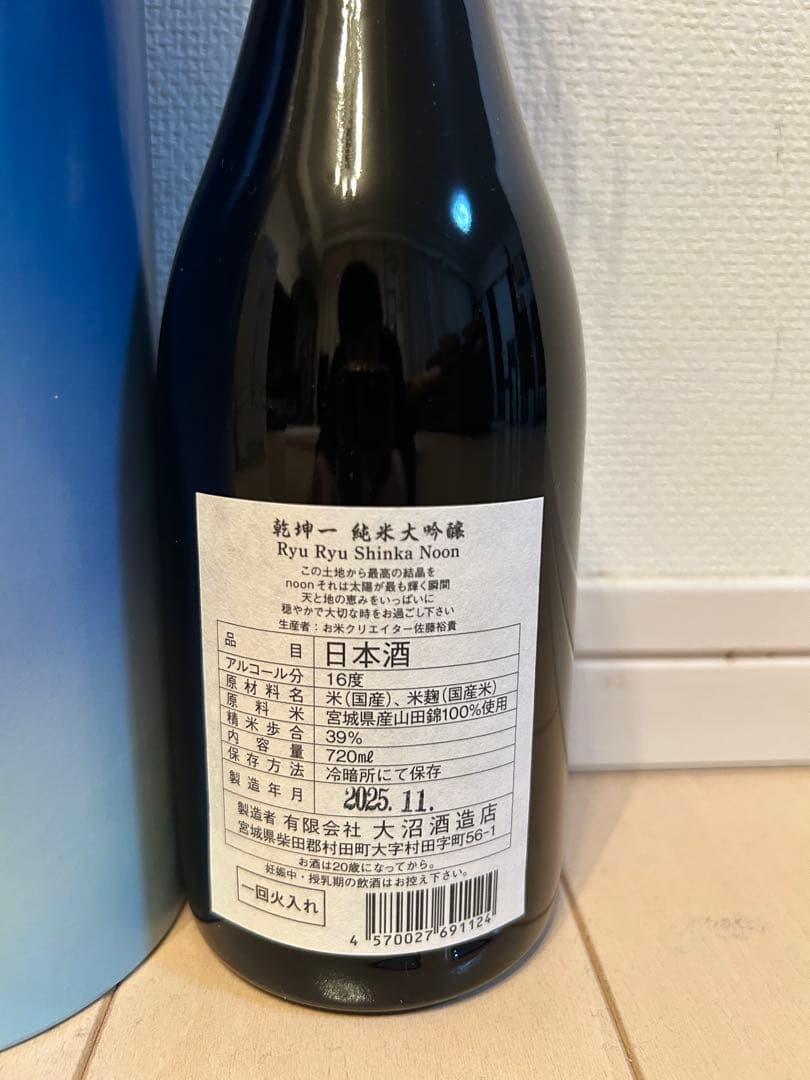 乾坤一 純米大吟醸
Ryu Ryu Shinka Noon
この土地から最高の結晶を
noonそれは太陽が最も輝く瞬間
天と地の恵みをいっぱいに
穏やかで大切な時をお過ごし下さい
生産者：お米クリエイター佐藤裕貴
品目 日本酒
アルコール分 16度
原材料名 米(国産)、米麹(国産米)
原料米 宮城県産山田錦100%使用
精米歩合 39%
内容量 720mℓ
保存方法 冷暗所にて保存
製造年月 2025.11.
製造者 有限会社 大沼酒造店
宮城県柴田郡村田町大字村田字町56-1
お酒は20歳になってから。
妊娠中・授乳期の飲酒はお控え下さい。
一回火入れ
4 570027 691124